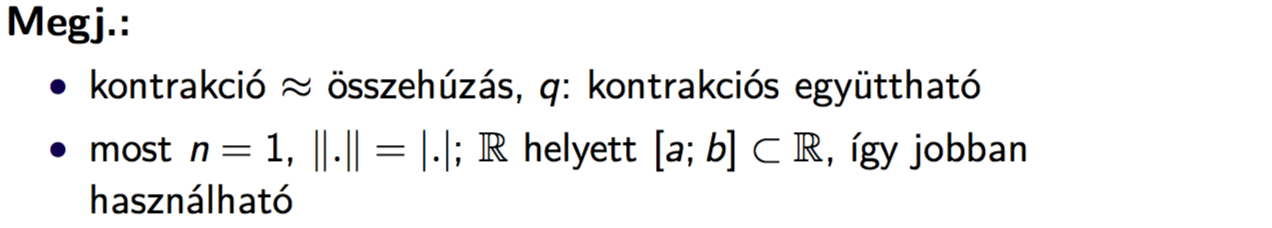 Megj.:
• kontrakció ≈ összehúzás, q: kontrakciós együttható
• most n = 1, ‖.‖ = |.|; ℝ helyett [a; b] ⊂ ℝ, így jobban
használható